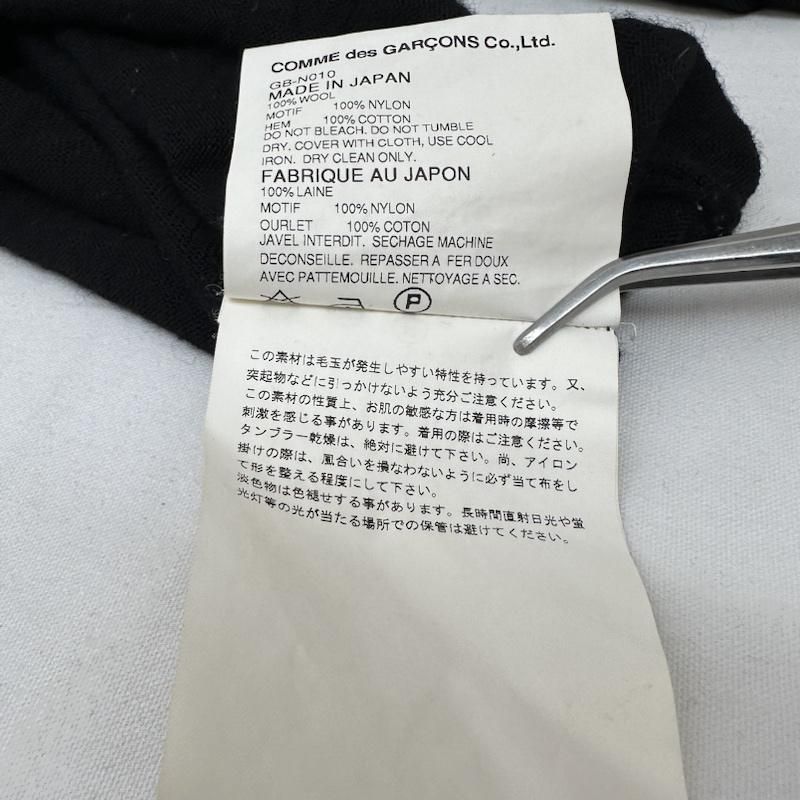 COMME des GARÇONS Co.,Ltd.
GB-N010
MADE IN JAPAN
100% WOOL
MOTIF 100% NYLON
HEM 100% COTTON
DO NOT BLEACH. DO NOT TUMBLE
DRY. COVER WITH CLOTH, USE COOL
IRON. DRY CLEAN ONLY.
FABRIQUE AU JAPON
100% LAINE
MOTIF 100% NYLON
OURLET 100% COTON
JAVEL INTERDIT. SECHAGE MACHINE
DECONSEILLE. REPASSER A FER DOUX
AVEC PATTEMOUILLE. NETTOYAGE A SEC.
P
この素材は毛玉が発生しやすい特性を持っています。又、
突起物などに引っかけないよう充分ご注意ください。
この素材の性質上、お肌の敏感な方は着用時の摩擦等で
刺激を感じる事があります。着用の際はご注意ください。
タンブラー乾燥は、絶対に避けて下さい。尚、アイロン
掛けの際は、風合いを損なわないように必ず当て布をし
て形を整える程度にして下さい。
淡色物は色褪せする事があります。長時間直射日光や蛍
光灯等の光が当たる場所での保管は避けてください。